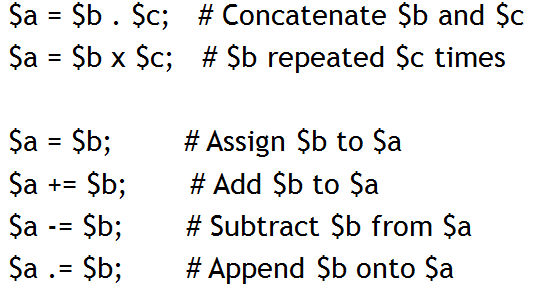 $a = $b . $c; # Concatenate $b and $c
$a = $b x $c; # $b repeated $c times
$a = $b; # Assign $b to $a
$a += $b; # Add $b to $a
$a -= $b; # Subtract $b from $a
$a .= $b; # Append $b onto $a